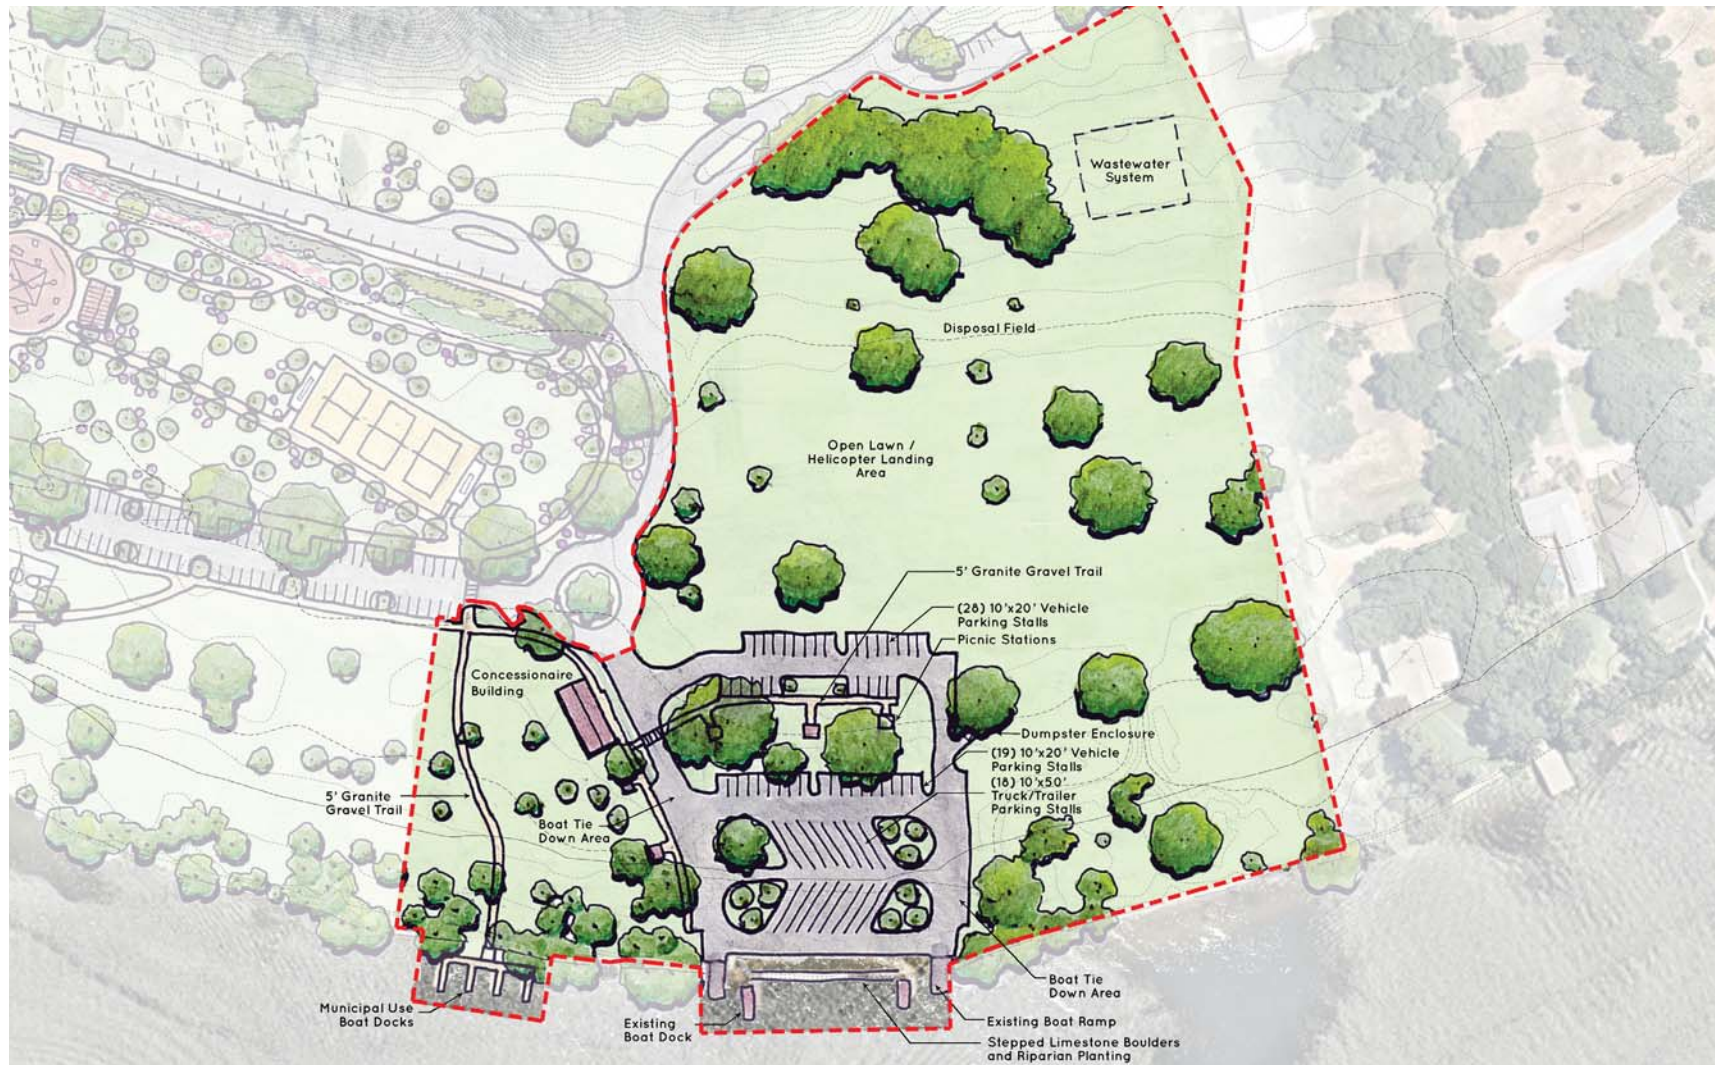 Wastewater
System
Disposal Field
Open Lawn /
Helicopter Landing
Area
5' Granite Gravel Trail
(28) 10'x20' Vehicle
Parking Stalls
Picnic Stations
Concessionaire
Building
Dumpster Enclosure
(19) 10'x20' Vehicle
Parking Stalls
(18) 10'x50'
Truck/Trailer
Parking Stalls
5' Granite
Gravel Trail
Boat Tie
Down Area
Boat Tie
Down Area
Municipal Use
Boat Docks
Existing
Boat Dock
Existing Boat Ramp
Stepped Limestone Boulders
and Riparian Planting